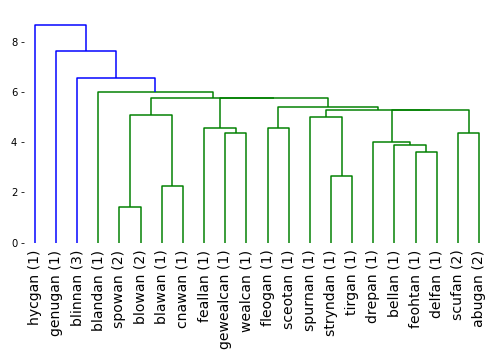 8
6
4
2
0
hycgan (1)
genugan (1)
blinnan (3)
blandan (1)
spowan (2)
blowan (2)
blawan (1)
cnawan (1)
feallan (1)
gewealcan (1)
wealcan (1)
fleogan (1)
sceotan (1)
spurnan (1)
stryndan (1)
tirgan (1)
drepan (1)
bellan (1)
feohtan (1)
delfan (1)
scufan (2)
abugan (2)